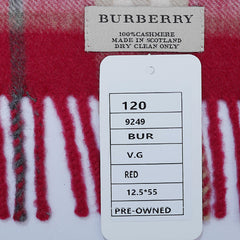 BURBERRY
100%CASHMERE
MADE IN SCOTLAND
DRY CLEAN ONLY
120
9249
BUR
V.G
RED
12.5*55
PRE-OWNED